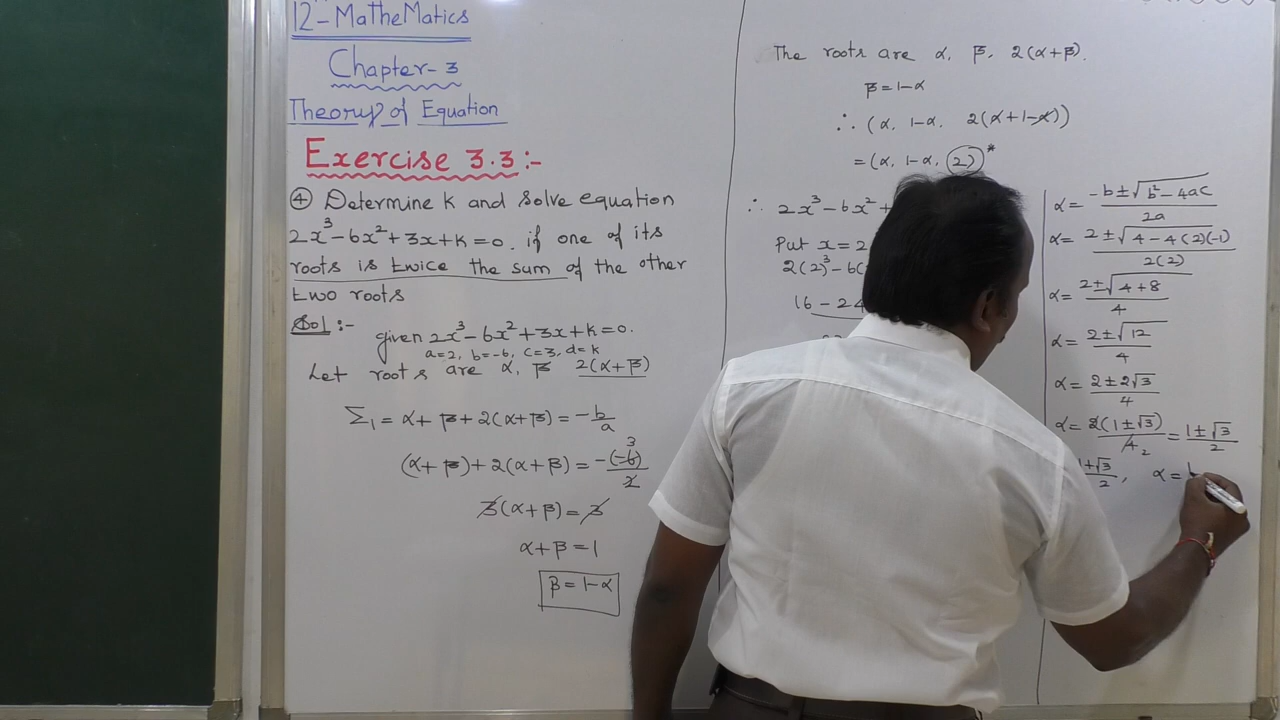 12-MatheMatics
Chapter-3
Theory of Equation
Exercise 3.3:-
④ Determine k and solve equation
2x³-6x²+3x+k=0. if one of its
roots is twice the sum of the other
two roots
Sol :-
given 2x³-6x²+3x+k=0.
a=2, b=-6, c=3, d=k
Let roots are α, β 2(α+β)
Σ₁ = α+ β+2(α+β) = -b/a
(α+β)+2(α+β) = -(-6)/2 3
3(α+β)=3
α+β=1
β=1-α
The roots are α, β, 2(α+β).
β=1-α
∴ (α, 1-α, 2(α+1-α))
=(α, 1-α, 2)*
∴ 2x³-6x²+
Put x=2
2(2)³-6(
16-24
α = -b±√b²-4ac / 2a
α = 2±√4-4(2)(-1) / 2(2)
α = 2±√4+8 / 4
α = 2±√12 / 4
α = 2±2√3 / 4
α = 2(1±√3) / 4 2 = 1±√3 / 2
1+√3 / 2, α = 1